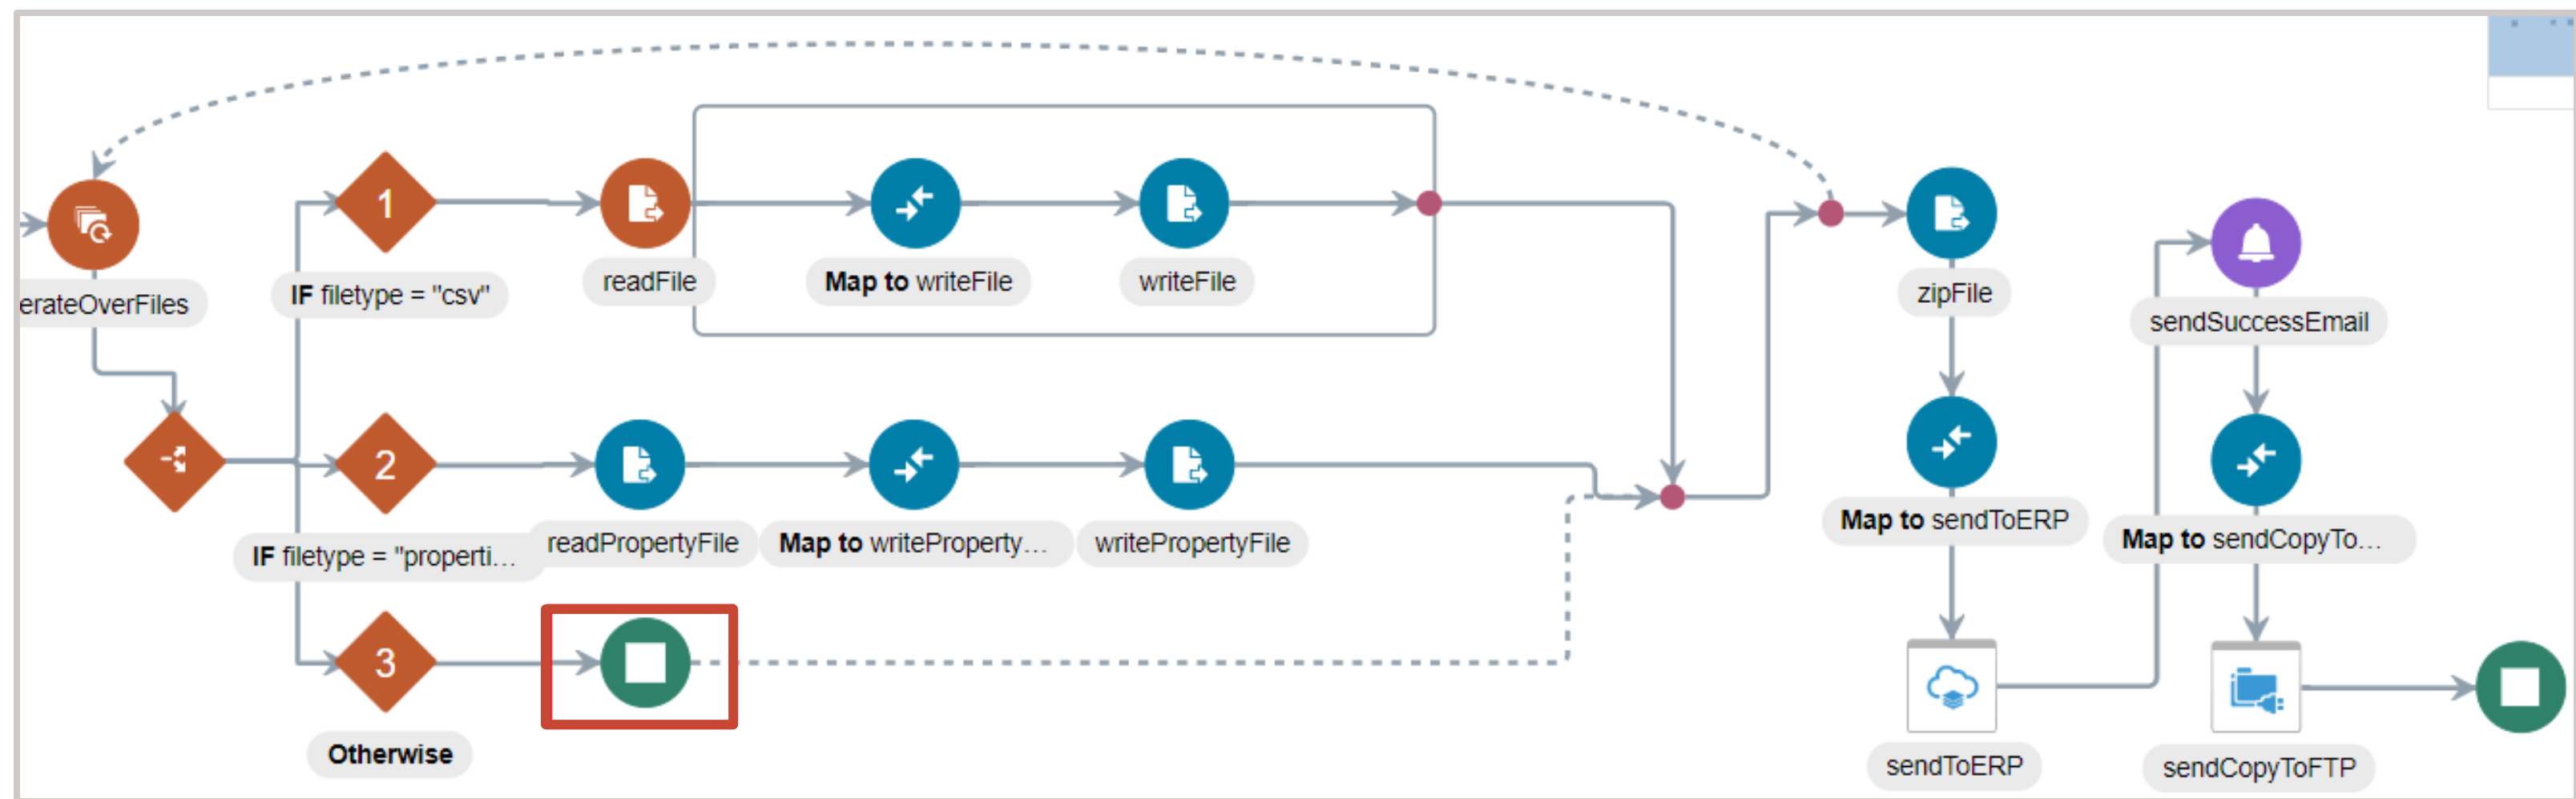 erateOverFiles
1
IF filetype = "csv"
readFile
Map to writeFile
writeFile
2
IF filetype = "properti...
readPropertyFile
Map to writeProperty...
writePropertyFile
3
Otherwise
zipFile
Map to sendToERP
sendToERP
sendSuccessEmail
Map to sendCopyTo...
sendCopyToFTP